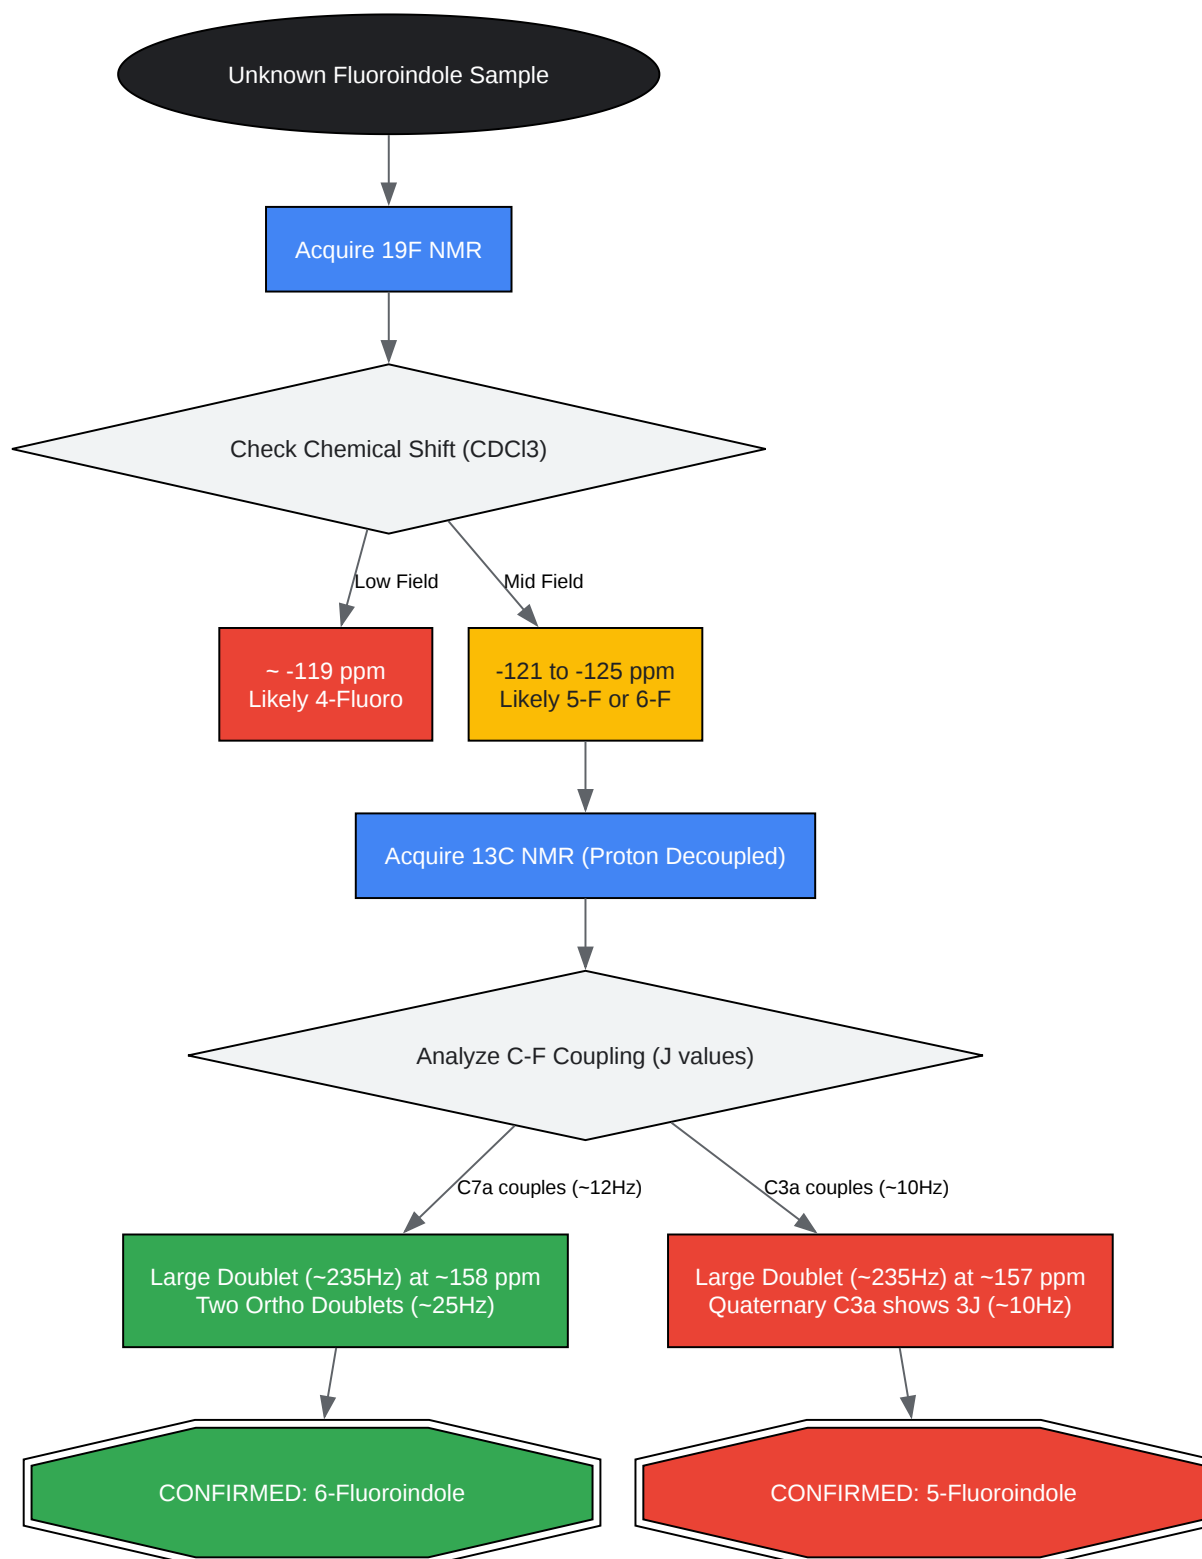 Unknown Fluoroindole Sample
Acquire 19F NMR
Check Chemical Shift (CDCl3)
Low Field
Mid Field
~ -119 ppm
Likely 4-Fluoro
-121 to -125 ppm
Likely 5-F or 6-F
Acquire 13C NMR (Proton Decoupled)
Analyze C-F Coupling (J values)
C7a couples (~12Hz)
C3a couples (~10Hz)
Large Doublet (~235Hz) at ~158 ppm
Two Ortho Doublets (~25Hz)
Large Doublet (~235Hz) at ~157 ppm
Quaternary C3a shows 3J (~10Hz)
CONFIRMED: 6-Fluoroindole
CONFIRMED: 5-Fluoroindole